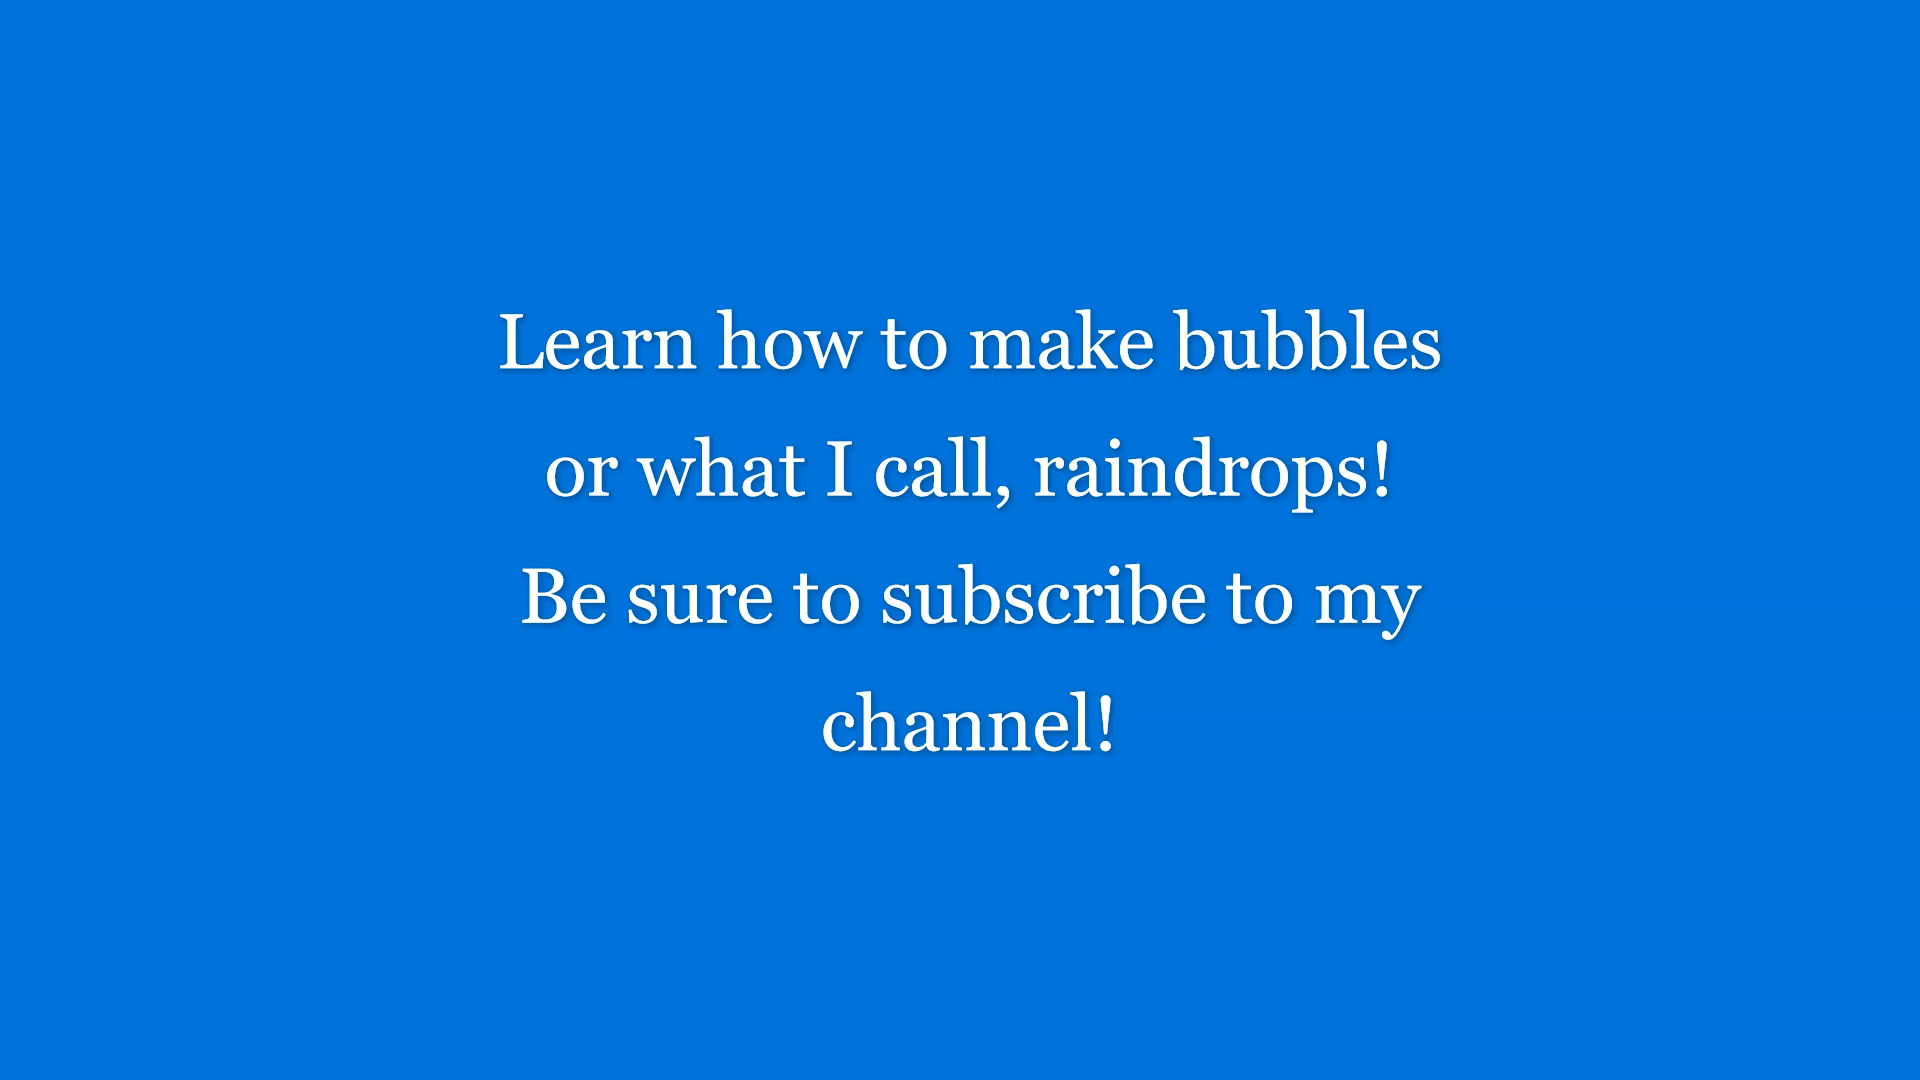 Learn how to make bubbles
or what I call, raindrops!
Be sure to subscribe to my
channel!